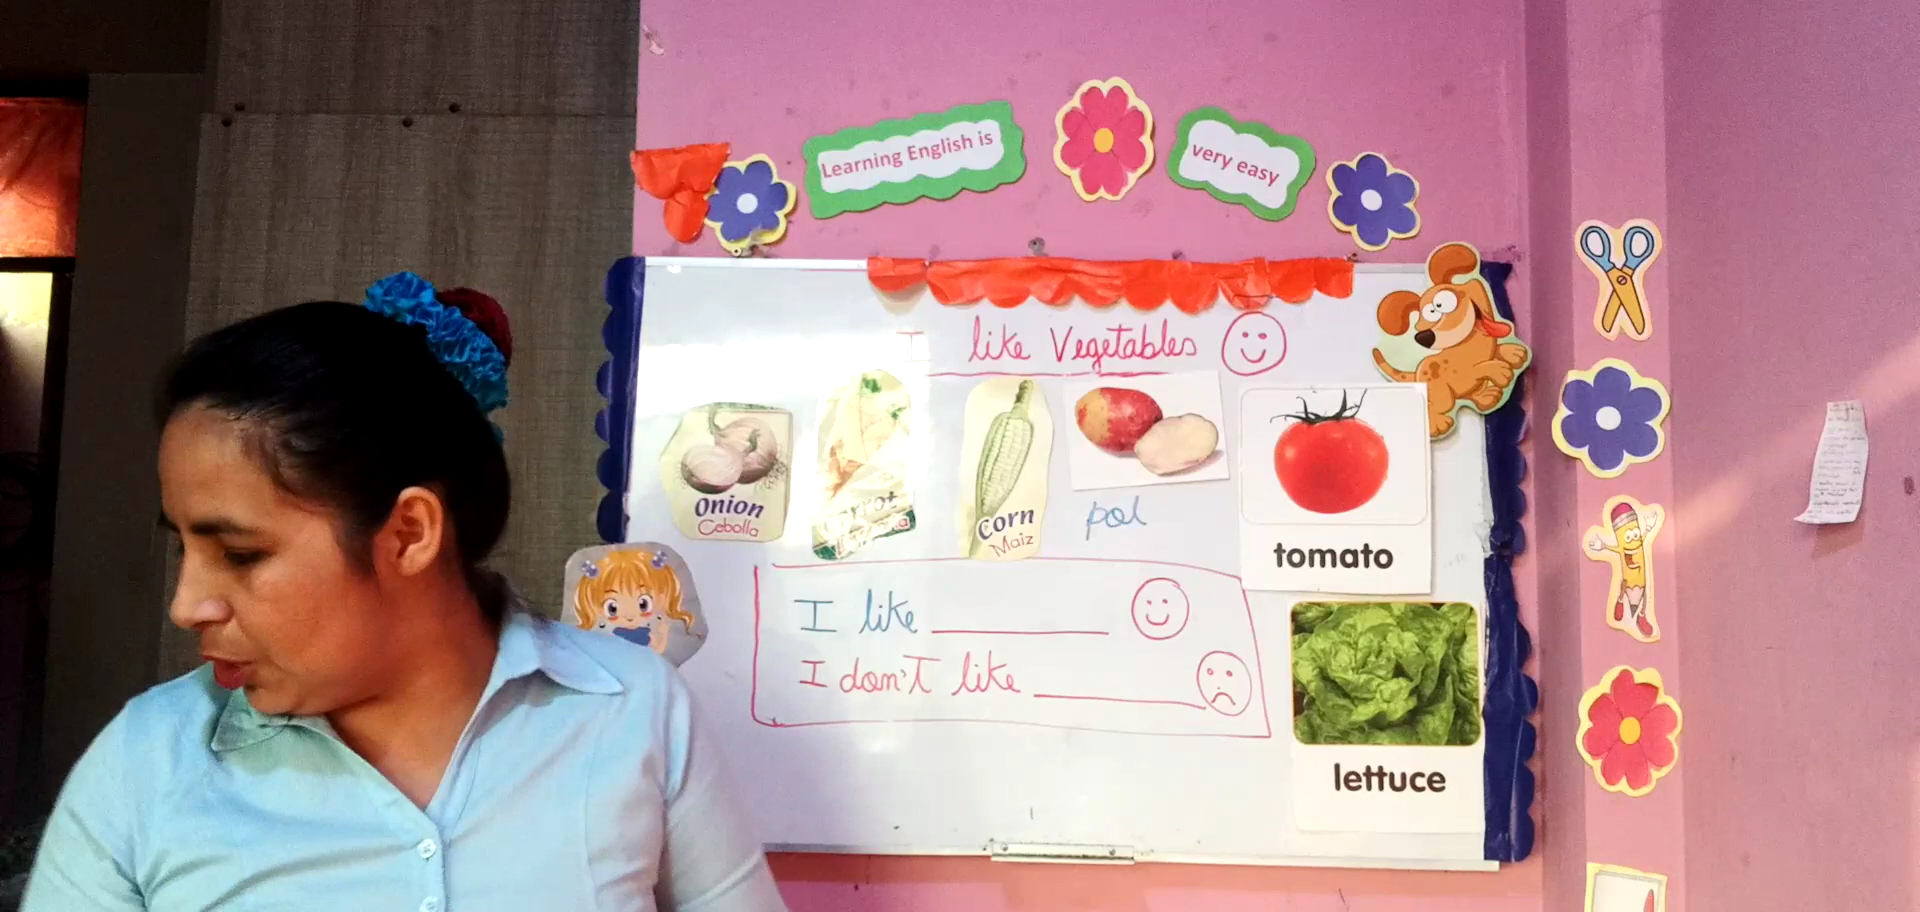 Learning English is
very easy
I like Vegetables
Onion
Cebolla
Corn
Maiz
pol
tomato
I like
I don't like
lettuce